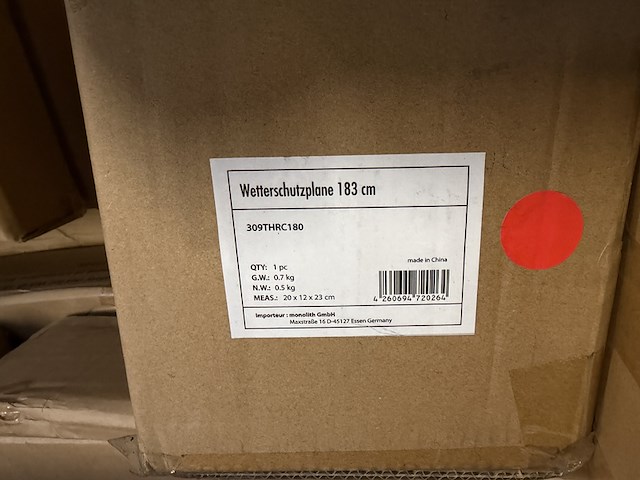 Wetterschutzplane 183 cm
309THRC180
made in China
QTY: 1 pc
G.W.: 0.7 kg
N.W.: 0.5 kg
MEAS.: 20 x 12 x 23 cm
4 260694 720264
Importeur : monolith GmbH
Maxstraße 16 D-45127 Essen Germany